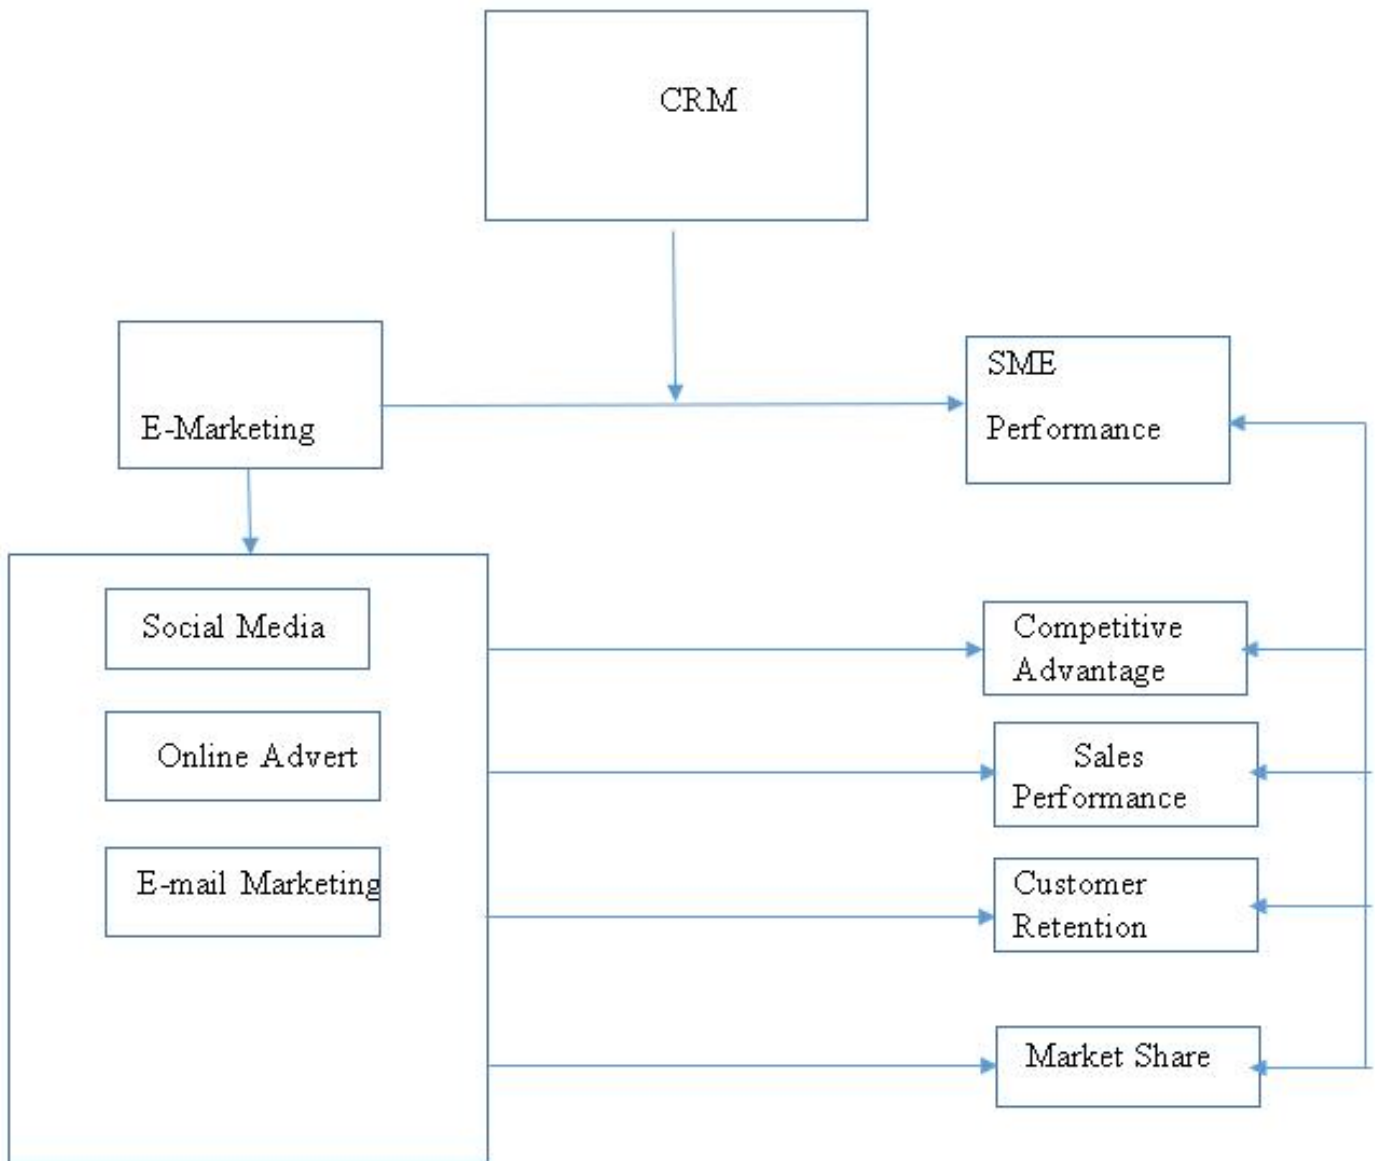 CRM
SME
Performance
E-Marketing
Social Media
Competitive
Advantage
Online Advert
Sales
Performance
E-mail Marketing
Customer
Retention
Market Share